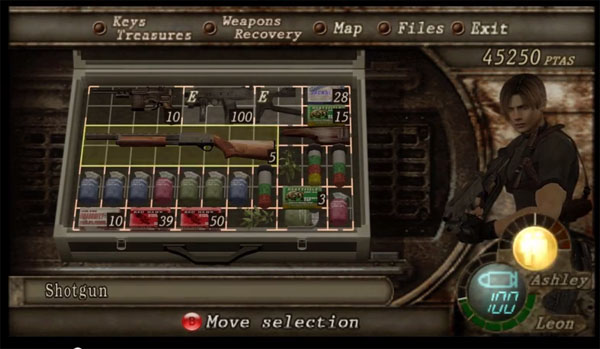 Keys Treasures
Weapons Recovery
Map
Files
Exit
45250 PTAS
10
E
100
E
28
15
5
3
10
39
50
Shotgun
Ashley
100
Leon
B Move selection